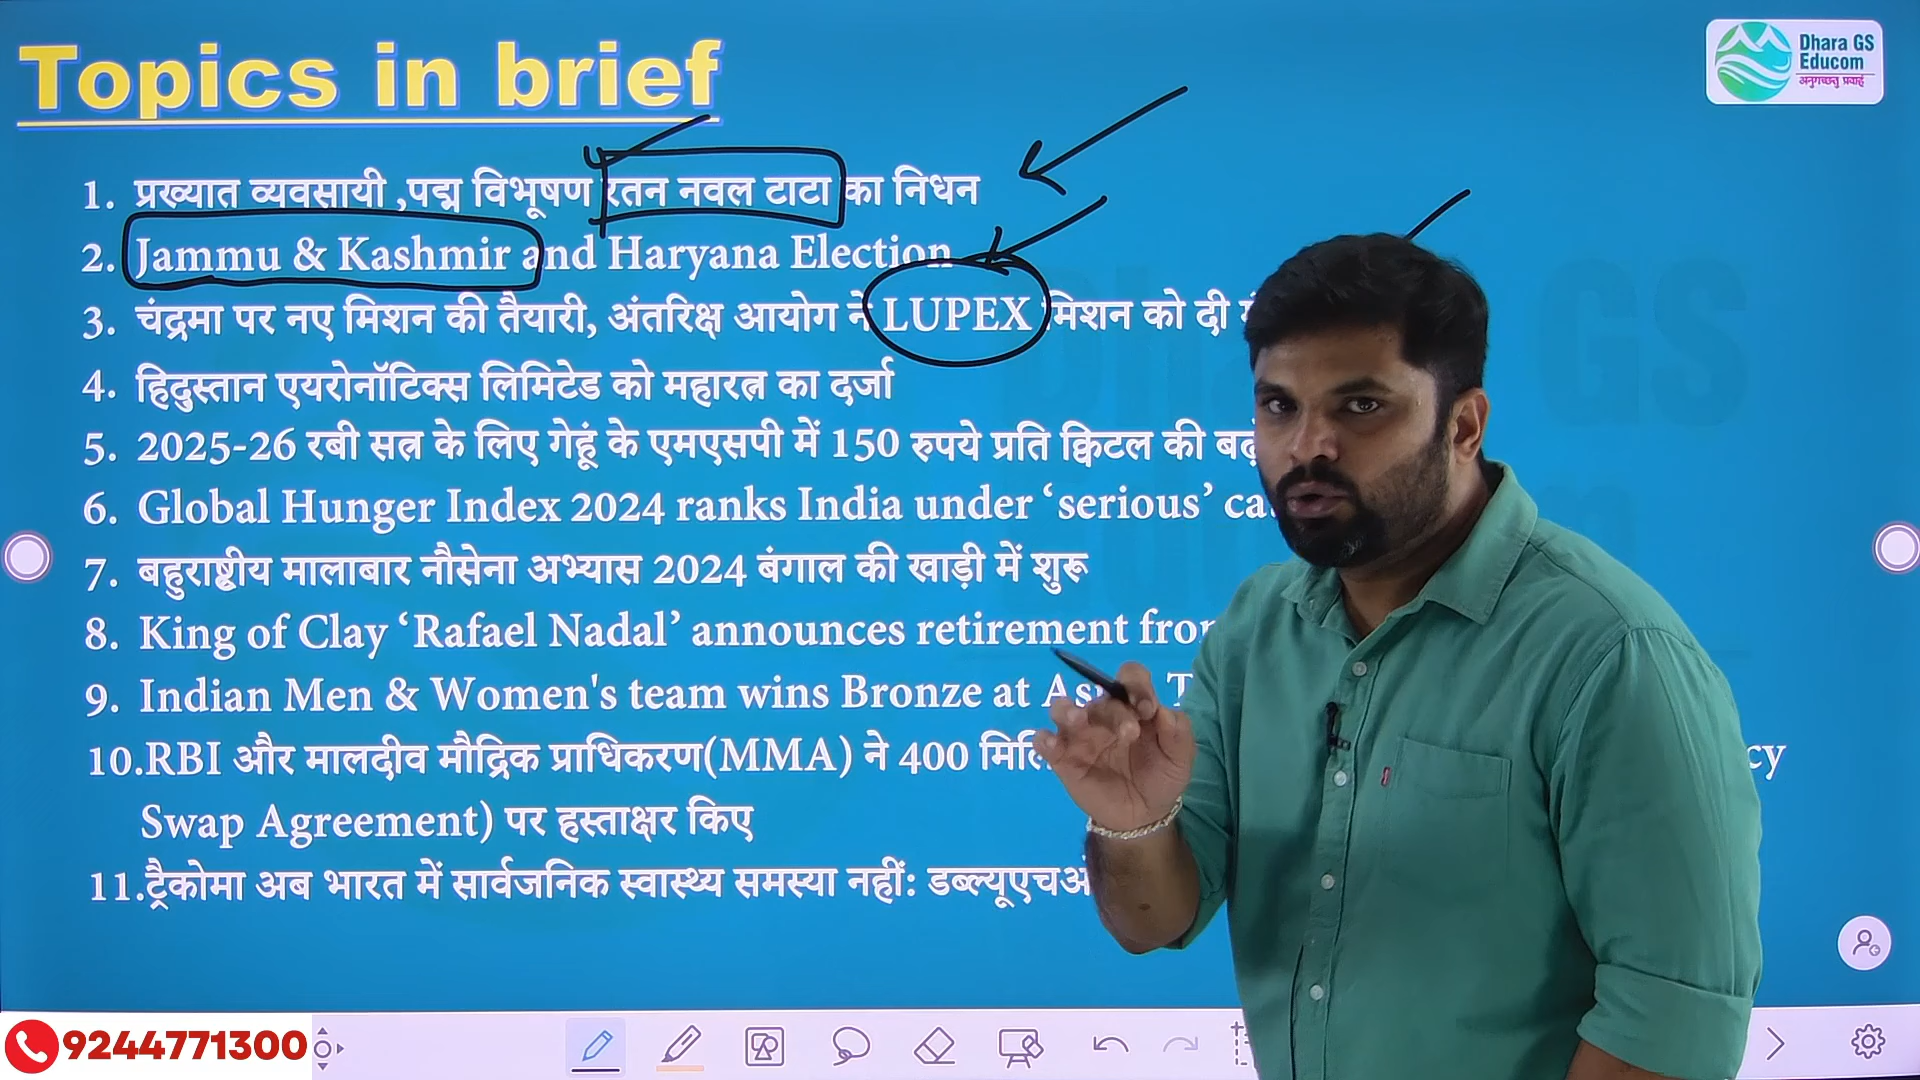 Topics in brief
Dhara GS
Educom
अनुगच्छतु प्रवाहं
1. प्रख्यात व्यवसायी ,पद्म विभूषण रतन नवल टाटा का निधन
2. Jammu & Kashmir and Haryana Election
3. चंद्रमा पर नए मिशन की तैयारी, अंतरिक्ष आयोग ने LUPEX मिशन को दी
4. हिंदुस्तान एयरोनॉटिक्स लिमिटेड को महारत्न का दर्जा
5. 2025-26 रबी सत्र के लिए गेहूं के एमएसपी में 150 रुपये प्रति क्विंटल की
6. Global Hunger Index 2024 ranks India under ‘serious’
7. बहुराष्ट्रीय मालाबार नौसेना अभ्यास 2024 बंगाल की खाड़ी में शुरू
8. King of Clay ‘Rafael Nadal’ announces retirement
9. Indian Men & Women's team wins Bronze at
10.RBI और मालदीव मौद्रिक प्राधिकरण(MMA) ने 400
Swap Agreement) पर हस्ताक्षर किए
11.ट्रैकोमा अब भारत में सार्वजनिक स्वास्थ्य समस्या नहीं:
9244771300